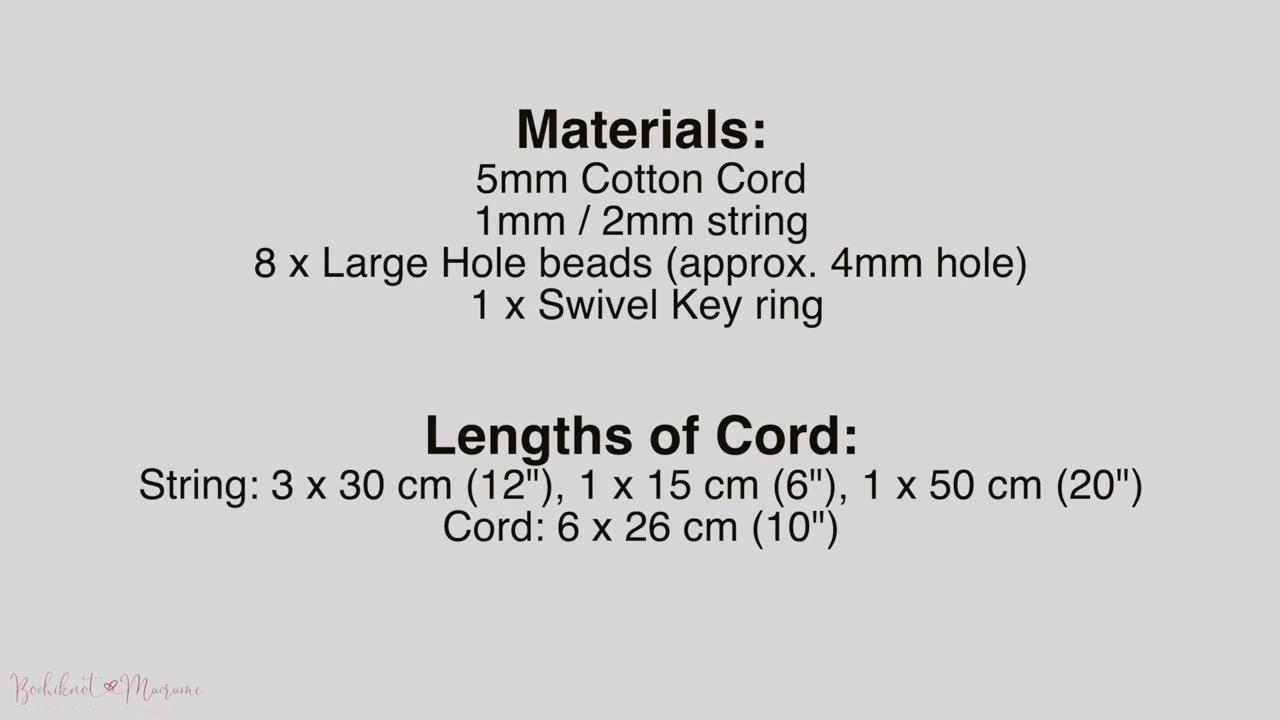 Materials:
5mm Cotton Cord
1mm / 2mm string
8 x Large Hole beads (approx. 4mm hole)
1 x Swivel Key ring
Lengths of Cord:
String: 3 x 30 cm (12"), 1 x 15 cm (6"), 1 x 50 cm (20")
Cord: 6 x 26 cm (10")
Bochiknot Macrame